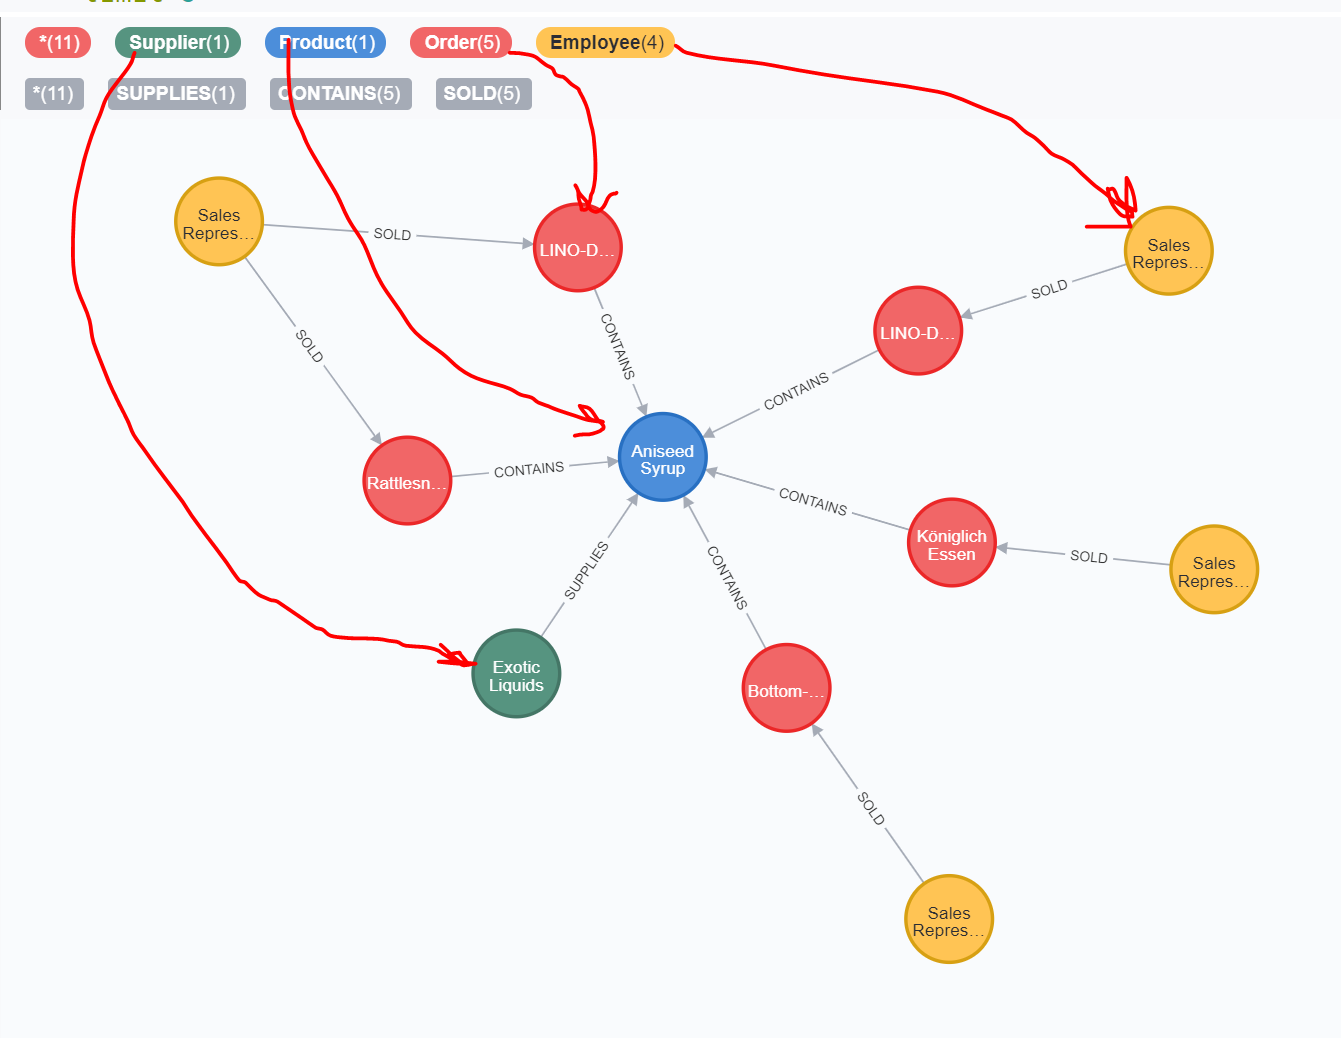 *(11) Supplier(1) Product(1) Order(5) Employee(4)
*(11) SUPPLIES(1) CONTAINS(5) SOLD(5)
Sales
Repres...
SOLD
LINO-D...
Sales
Repres...
SOLD
LINO-D...
SOLD
CONTAINS
CONTAINS
Aniseed
Syrup
Rattlesn...
CONTAINS
CONTAINS
Königlich
Essen
SOLD
Sales
Repres...
SUPPLIES
CONTAINS
Exotic
Liquids
Bottom-...
SOLD
Sales
Repres...